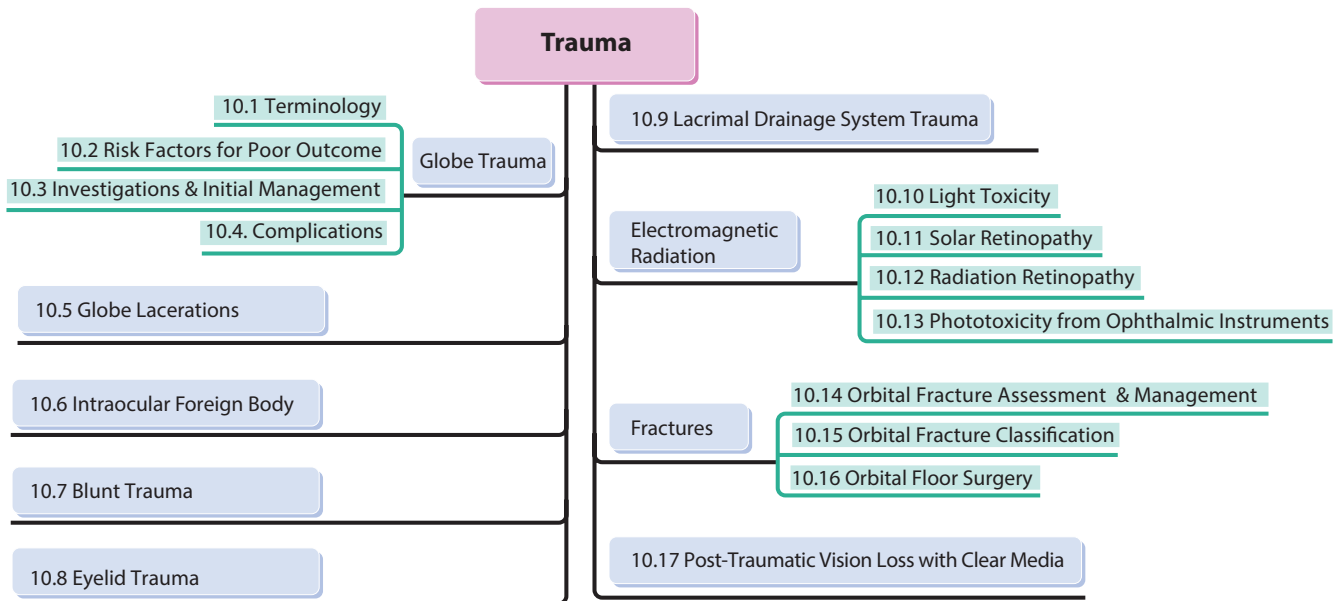 Trauma
10.1 Terminology
10.2 Risk Factors for Poor Outcome
10.3 Investigations & Initial Management
10.4. Complications
Globe Trauma
10.5 Globe Lacerations
10.6 Intraocular Foreign Body
10.7 Blunt Trauma
10.8 Eyelid Trauma
10.9 Lacrimal Drainage System Trauma
Electromagnetic
Radiation
10.10 Light Toxicity
10.11 Solar Retinopathy
10.12 Radiation Retinopathy
10.13 Phototoxicity from Ophthalmic Instruments
Fractures
10.14 Orbital Fracture Assessment & Management
10.15 Orbital Fracture Classification
10.16 Orbital Floor Surgery
10.17 Post-Traumatic Vision Loss with Clear Media